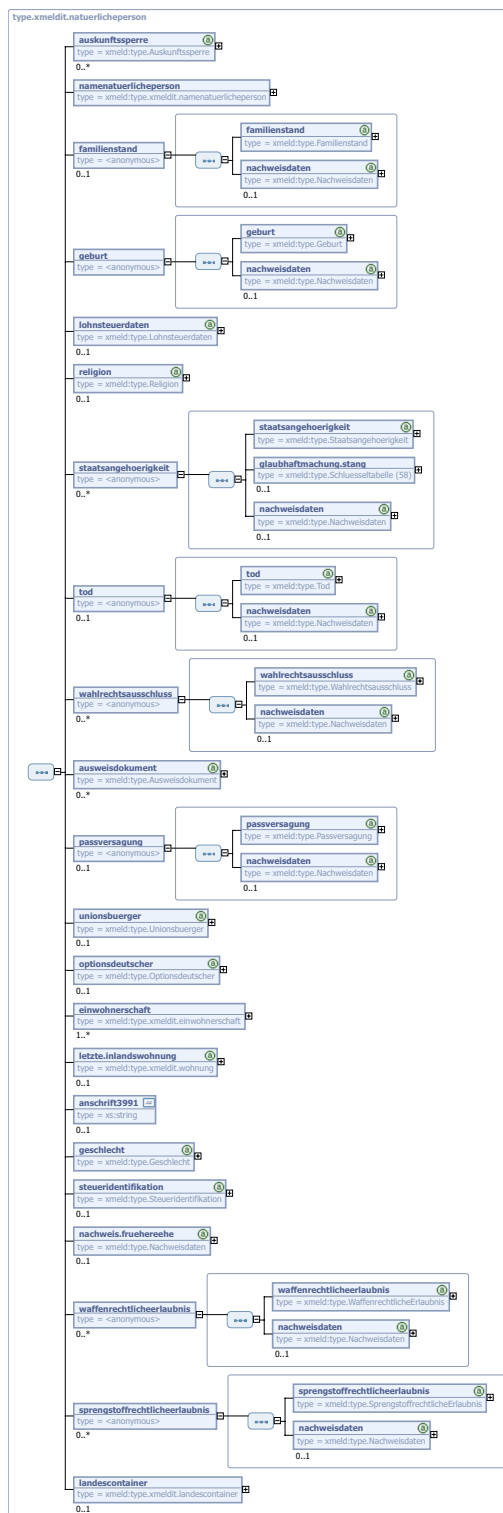 type.xmeldit.natuerlicheperson
auskunftssperre
type = xmeld:type.Auskunftssperre
0..*
namenatuerlicheperson
type = xmeld:type.xmeldit.namenatuerlicheperson
familienstand
type = <anonymous>
0..1
familienstand
type = xmeld:type.Familienstand
nachweisdaten
type = xmeld:type.Nachweisdaten
0..1
geburt
type = <anonymous>
0..1
geburt
type = xmeld:type.Geburt
nachweisdaten
type = xmeld:type.Nachweisdaten
0..1
lohnsteuerdaten
type = xmeld:type.Lohnsteuerdaten
0..1
religion
type = xmeld:type.Religion
0..1
staatsangehoerigkeit
type = <anonymous>
0..*
staatsangehoerigkeit
type = xmeld:type.Staatsangehoerigkeit
glaubhaftmachung.stang
type = xmeld:type.Schluesseltabelle (58)
0..1
nachweisdaten
type = xmeld:type.Nachweisdaten
0..1
tod
type = <anonymous>
0..1
tod
type = xmeld:type.Tod
nachweisdaten
type = xmeld:type.Nachweisdaten
0..1
wahlrechtsausschluss
type = <anonymous>
0..*
wahlrechtsausschluss
type = xmeld:type.Wahlrechtsausschluss
nachweisdaten
type = xmeld:type.Nachweisdaten
0..1
ausweisdokument
type = xmeld:type.Ausweisdokument
0..*
passversagung
type = <anonymous>
0..1
passversagung
type = xmeld:type.Passversagung
nachweisdaten
type = xmeld:type.Nachweisdaten
0..1
unionsbuerger
type = xmeld:type.Unionsbuerger
0..1
optionsdeutscher
type = xmeld:type.Optionsdeutscher
0..1
einwohnerschaft
type = xmeld:type.xmeldit.einwohnerschaft
1..*
letzte.inlandswohnung
type = xmeld:type.xmeldit.wohnung
0..1
anschrift3991
type = xs:string
0..1
geschlecht
type = xmeld:type.Geschlecht
steueridentifikation
type = xmeld:type.Steueridentifikation
0..1
nachweis.fruehereehe
type = xmeld:type.Nachweisdaten
0..1
waffenrechtlicheerlaubnis
type = <anonymous>
0..*
waffenrechtlicheerlaubnis
type = xmeld:type.WaffenrechtlicheErlaubnis
nachweisdaten
type = xmeld:type.Nachweisdaten
0..1
sprengstoffrechtlicheerlaubnis
type = <anonymous>
0..*
sprengstoffrechtlicheerlaubnis
type = xmeld:type.SprengstoffrechtlicheErlaubnis
nachweisdaten
type = xmeld:type.Nachweisdaten
0..1
landescontainer
type = xmeld:type.xmeldit.landescontainer
0..1